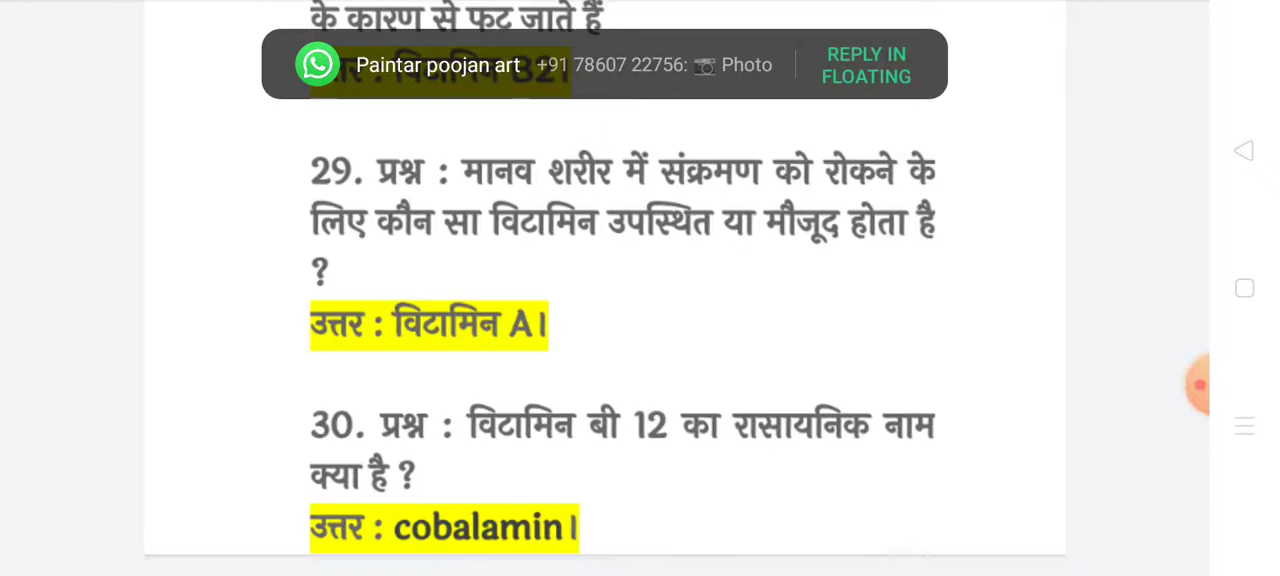 के कारण से फट जाते हैं
Paintar poojan art +91 78607 22756: Photo
REPLY IN
FLOATING
29. प्रश्न : मानव शरीर में संक्रमण को रोकने के
लिए कौन सा विटामिन उपस्थित या मौजूद होता है
?
उत्तर : विटामिन A।
30. प्रश्न : विटामिन बी 12 का रासायनिक नाम
क्या है ?
उत्तर : cobalamin।